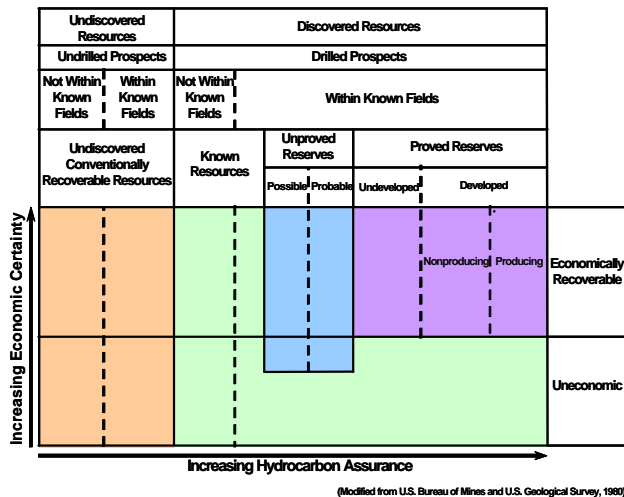 Undiscovered
Resources
Discovered Resources
Undrilled Prospects
Drilled Prospects
Not Within
Known
Fields
Within
Known
Fields
Not Within
Known
Fields
Within Known Fields
Undiscovered
Conventionally
Recoverable Resources
Known
Resources
Unproved
Reserves
Proved Reserves
Possible
Probable
Undeveloped
Developed
Nonproducing
Producing
Economically
Recoverable
Uneconomic
Increasing Economic Certainty
Increasing Hydrocarbon Assurance
(Modified from U.S. Bureau of Mines and U.S. Geological Survey, 1980)